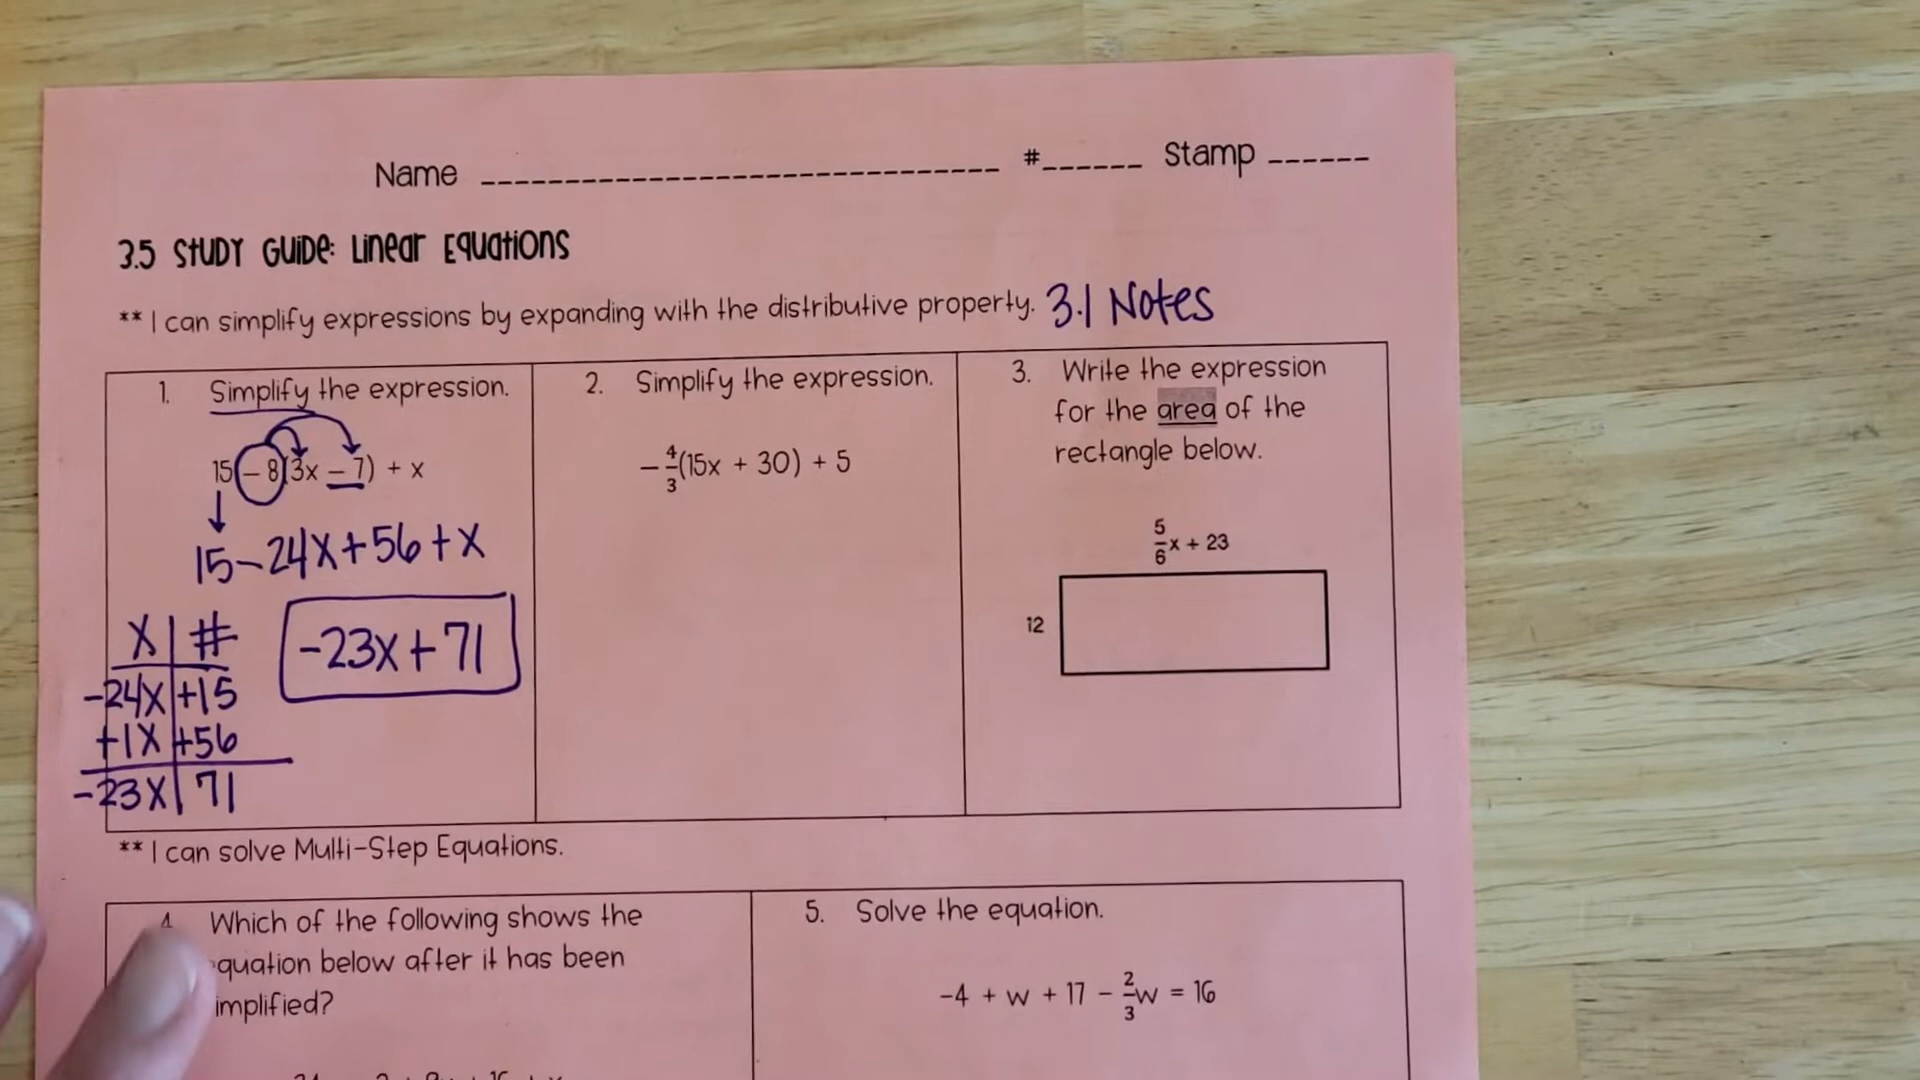 Name ______________________________ #______ Stamp ______
3.5 Study Guide: Linear Equations
** I can simplify expressions by expanding with the distributive property. 3.1 Notes
1. Simplify the expression.
15 - 8(3x - 7) + x
15 - 24x + 56 + x
x | #
-24x | +15
+1x | +56
-23x | 71
-23x + 71
2. Simplify the expression.
-4/3(15x + 30) + 5
3. Write the expression
for the area of the
rectangle below.
5/6x + 23
12
** I can solve Multi-Step Equations.
Which of the following shows the
quation below after it has been
implified?
5. Solve the equation.
-4 + w + 17 - 2/3w = 16